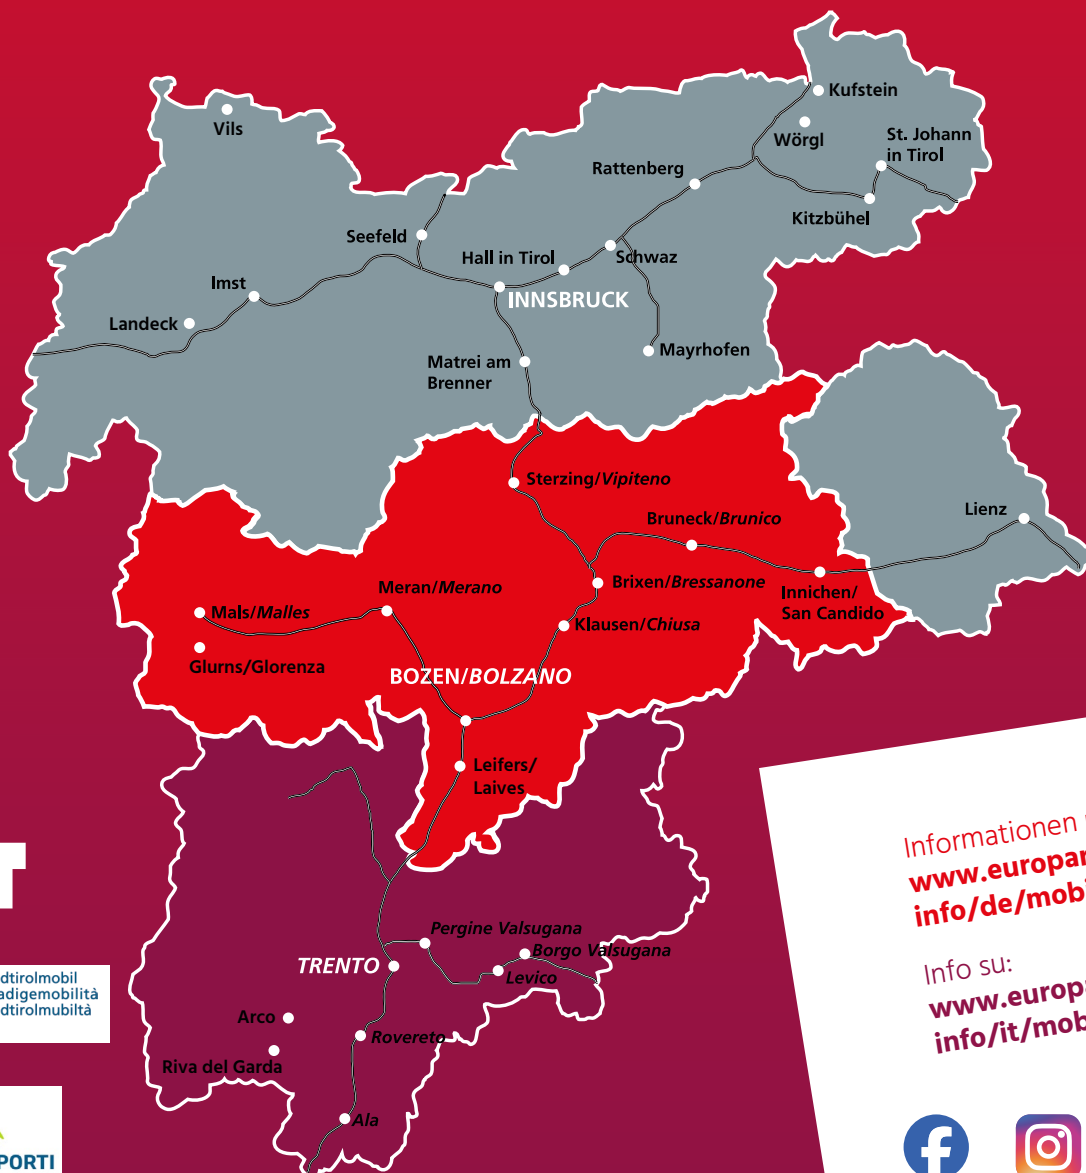 Kufstein
Vils
Wörgl
St. Johann
in Tirol
Rattenberg
Kitzbühel
Seefeld
Hall in Tirol
Schwaz
Imst
INNSBRUCK
Landeck
Matrei am
Brenner
Mayrhofen
Sterzing/Vipiteno
Lienz
Bruneck/Brunico
Meran/Merano
Brixen/Bressanone
Innichen/
San Candido
Mals/Malles
Klausen/Chiusa
Glurns/Glorenza
BOZEN/BOLZANO
Leifers/
Laives
T
Informationen
www.europar
info/de/mobi
Pergine Valsugana
Borgo Valsugana
TRENTO
Levico
Info su:
www.europa
info/it/mob
dtirolmobil
adigemobilità
dtirolmubiltà
Arco
Rovereto
Riva del Garda
Ala
PORTI